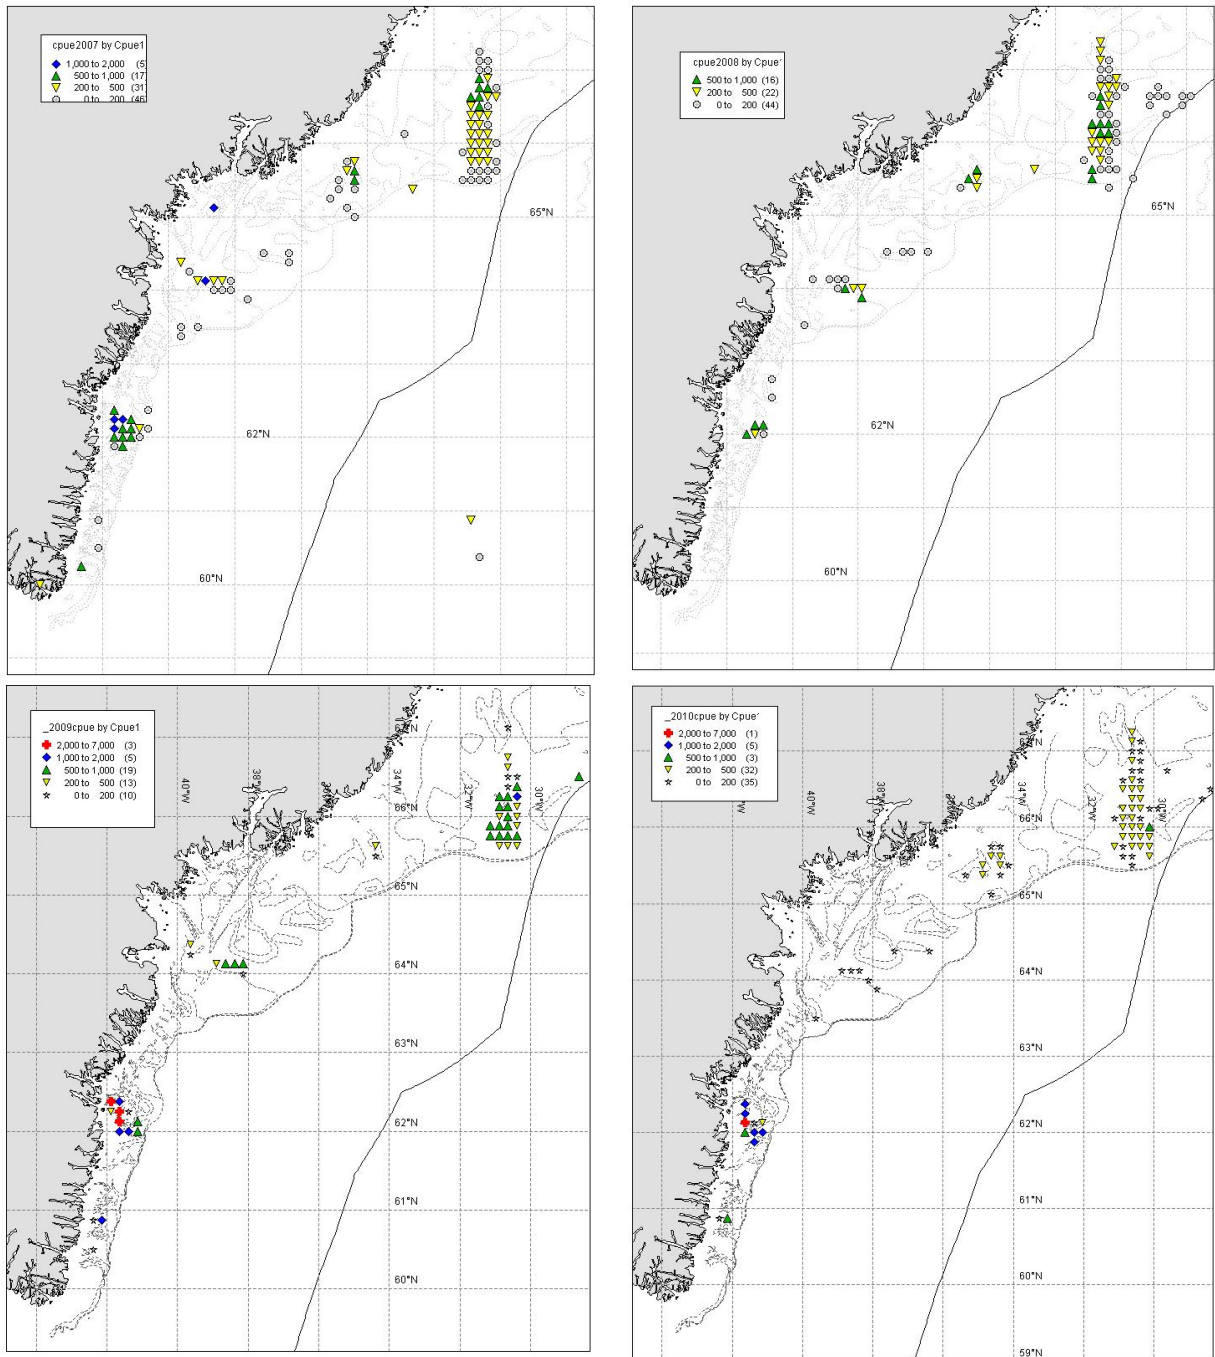 cpue2007 by Cpue1
1,000 to 2,000 (5)
500 to 1,000 (17)
200 to 500 (31)
0 to 200 (46)
65°N
62°N
60°N
cpue2008 by Cpue
500 to 1,000 (16)
200 to 500 (22)
0 to 200 (44)
65°N
62°N
60°N
_2009cpue by Cpue1
2,000 to 7,000 (3)
1,000 to 2,000 (5)
500 to 1,000 (19)
200 to 500 (13)
0 to 200 (10)
40°W
38°W
34°W
32°W
30°W
66°N
65°N
64°N
63°N
62°N
61°N
60°N
_2010cpue by Cpue
2,000 to 7,000 (1)
1,000 to 2,000 (5)
500 to 1,000 (3)
200 to 500 (32)
0 to 200 (35)
40°W
38°W
34°W
32°W
30°W
67°N
66°N
65°N
64°N
63°N
62°N
61°N
60°N
59°N